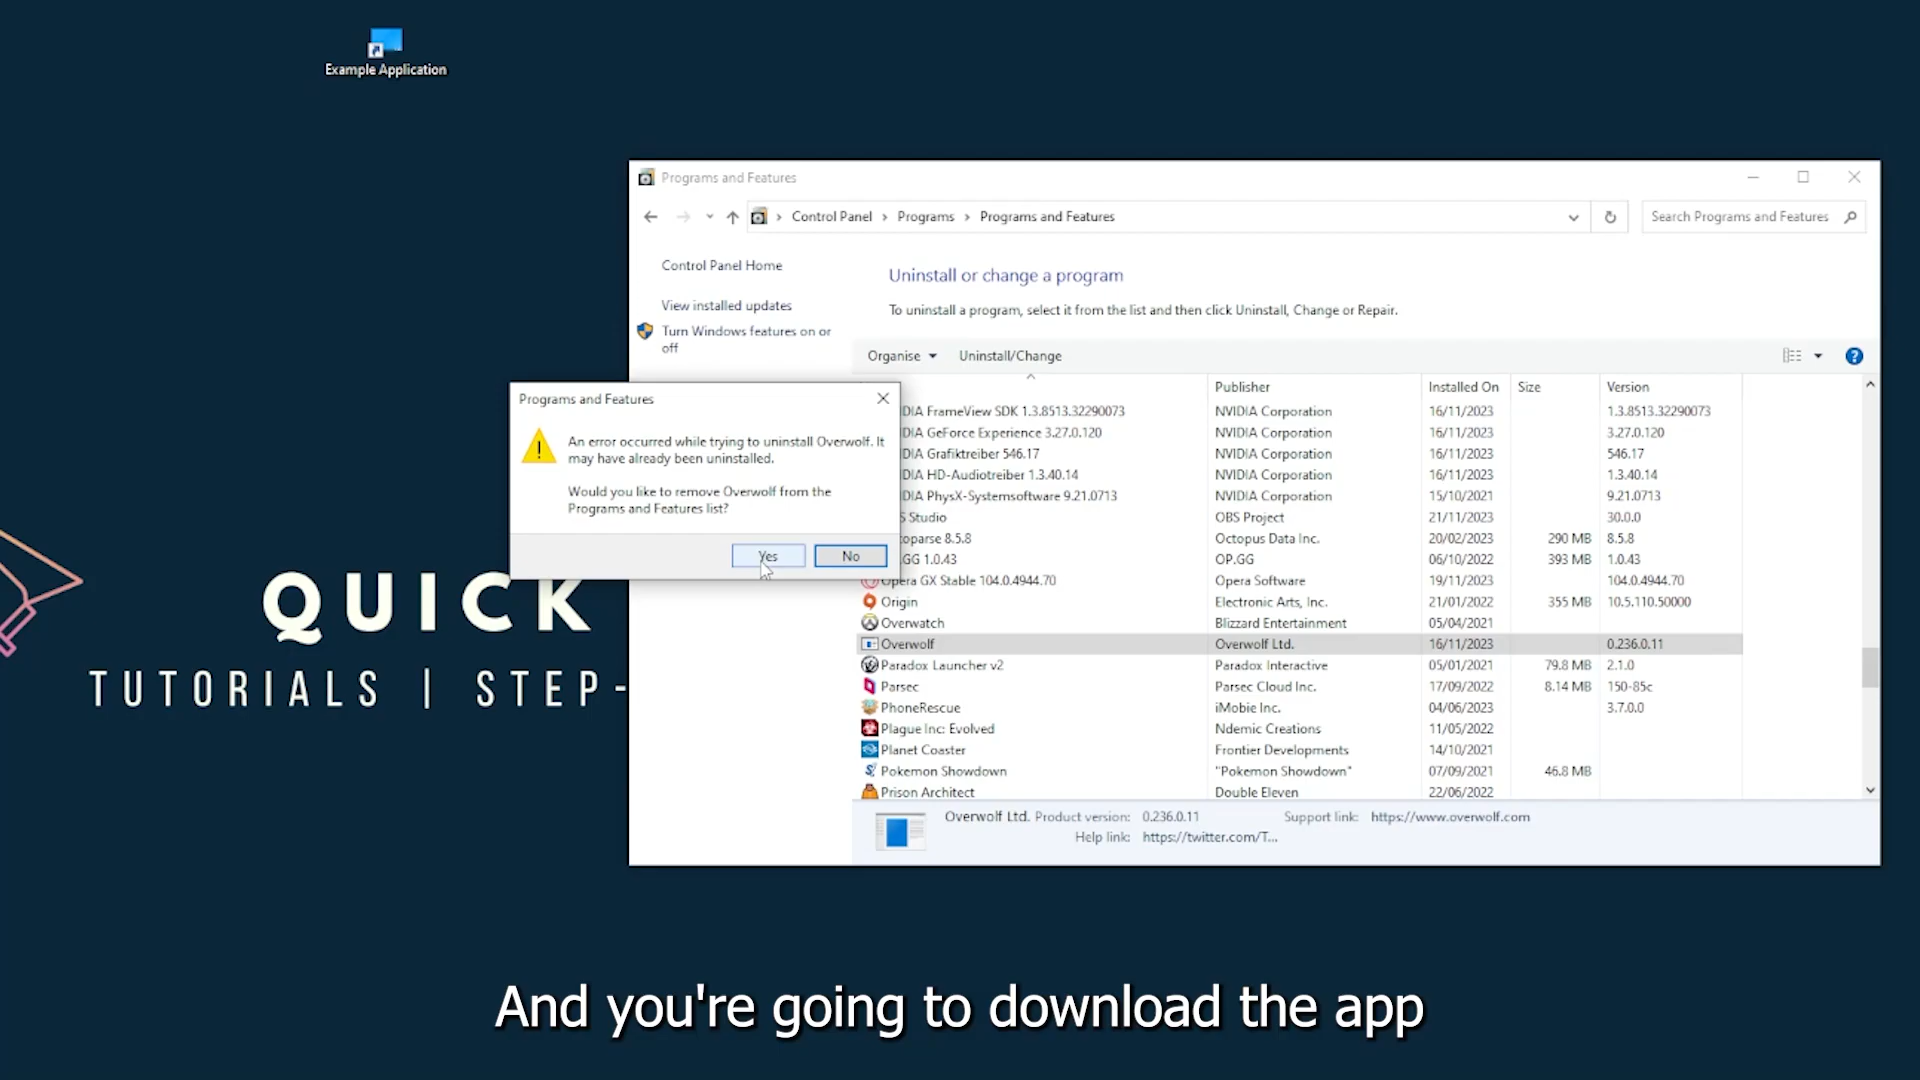 Example Application
Programs and Features
Control Panel
Programs
Programs and Features
Search Programs and Features
Control Panel Home
View installed updates
Turn Windows features on or
off
Uninstall or change a program
To uninstall a program, select it from the list and then click Uninstall, Change or Repair.
Organise
Uninstall/Change
Publisher
Installed On
Size
Version
DIA FrameView SDK 1.3.8513.32290073 NVIDIA Corporation 16/11/2023 1.3.8513.32290073
DIA GeForce Experience 3.27.0.120 NVIDIA Corporation 16/11/2023 3.27.0.120
DIA Grafiktreiber 546.17 NVIDIA Corporation 16/11/2023 546.17
DIA HD-Audiotreiber 1.3.40.14 NVIDIA Corporation 16/11/2023 1.3.40.14
DIA PhysX-Systemsoftware 9.21.0713 NVIDIA Corporation 15/10/2021 9.21.0713
S Studio OBS Project 21/11/2023 30.0.0
oparse 8.5.8 Octopus Data Inc. 20/02/2023 290 MB 8.5.8
.GG 1.0.43 OP.GG 06/10/2022 393 MB 1.0.43
Opera GX Stable 104.0.4944.70 Opera Software 19/11/2023 104.0.4944.70
Origin Electronic Arts, Inc. 21/01/2022 355 MB 10.5.110.50000
Overwatch Blizzard Entertainment 05/04/2021
Overwolf Overwolf Ltd. 16/11/2023 0.236.0.11
Paradox Launcher v2 Paradox Interactive 05/01/2021 79.8 MB 2.1.0
Parsec Parsec Cloud Inc. 17/09/2022 8.14 MB 150-85c
PhoneRescue iMobie Inc. 04/06/2023 3.7.0.0
Plague Inc: Evolved Ndemic Creations 11/05/2022
Planet Coaster Frontier Developments 14/10/2021
Pokemon Showdown "Pokemon Showdown" 07/09/2021 46.8 MB
Prison Architect Double Eleven 22/06/2022
Overwolf Ltd. Product version: 0.236.0.11 Support link: https://www.overwolf.com
Help link: https://twitter.com/T...
Programs and Features
An error occurred while trying to uninstall Overwolf. It
may have already been uninstalled.
Would you like to remove Overwolf from the
Programs and Features list?
Yes
No
QUICK
TUTORIALS | STEP-
And you're going to download the app